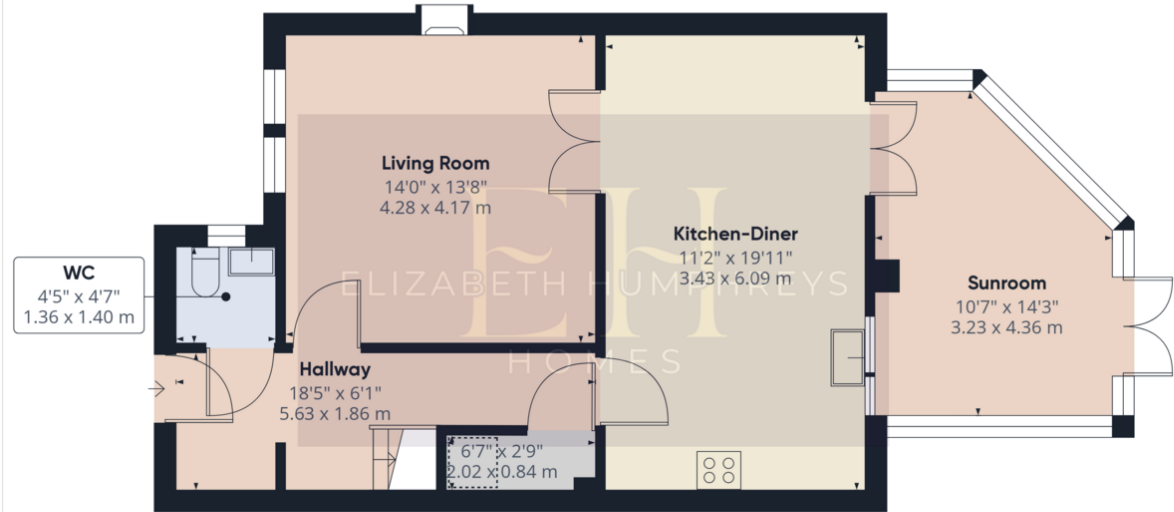 Living Room
14'0" x 13'8"
4.28 x 4.17 m
Kitchen-Diner
11'2" x 19'11"
3.43 x 6.09 m
WC
4'5" x 4'7"
1.36 x 1.40 m
Sunroom
10'7" x 14'3"
3.23 x 4.36 m
EH
ELIZABETH HUMPHREYS
HOMES
Hallway
18'5" x 6'1"
5.63 x 1.86 m
6'7" x 2'9"
2.02 x 0.84 m